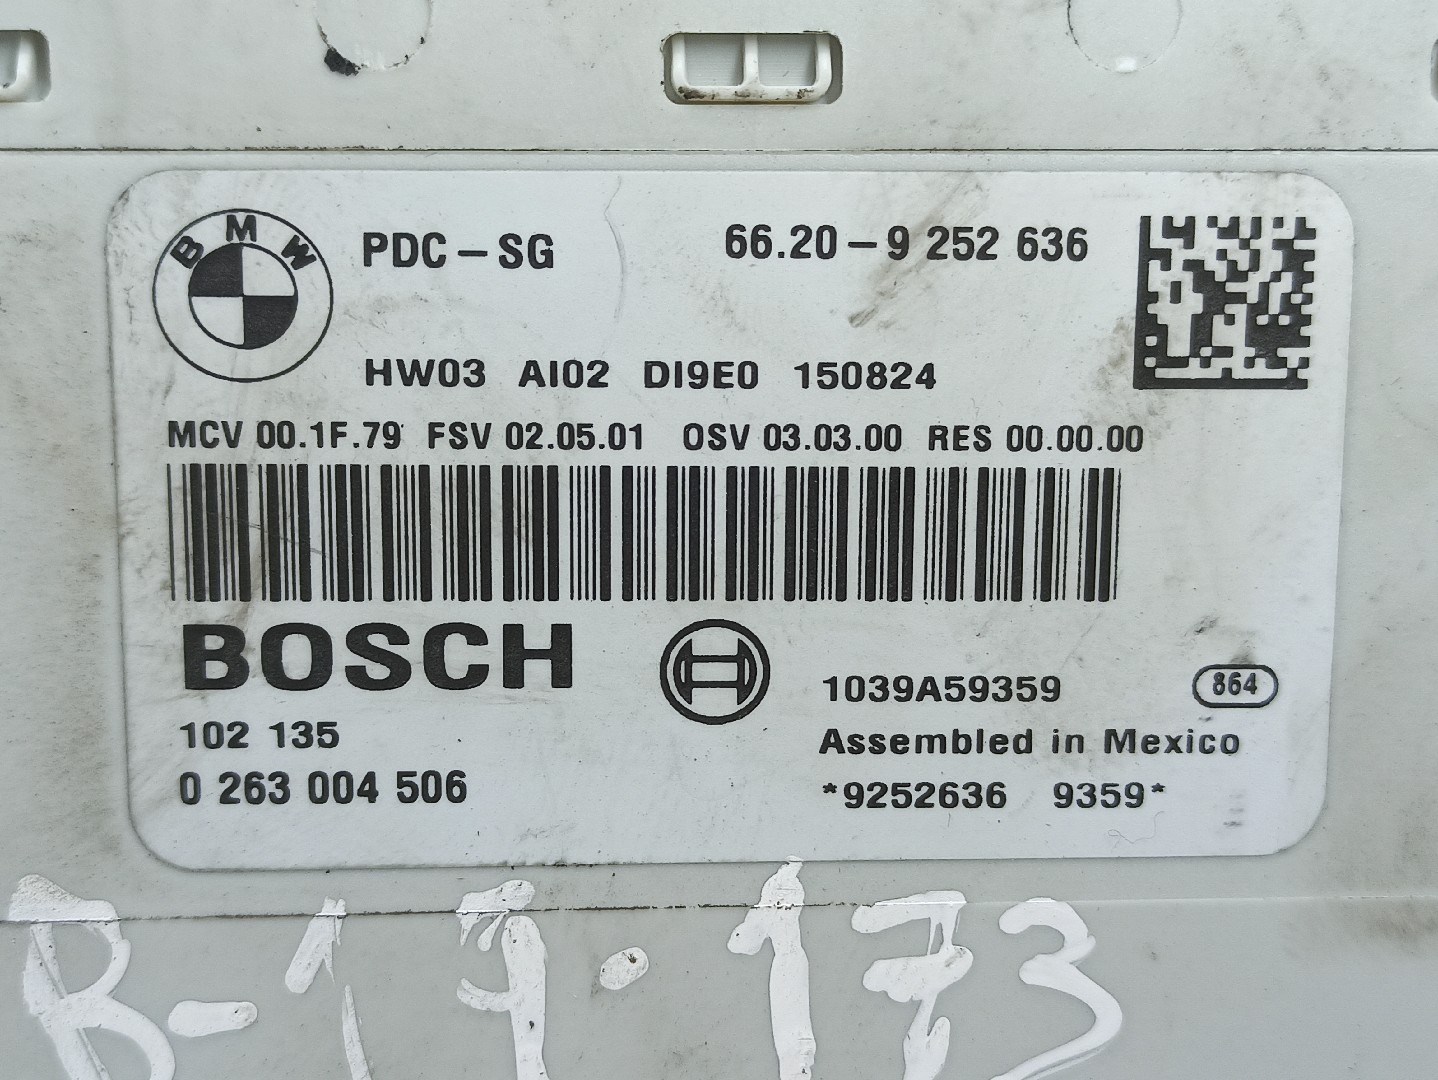 BMW PDC-SG 66.20-9 252 636
HW03 AI02 DI9E0 150824
MCV 00.1F.79 FSV 02.05.01 OSV 03.03.00 RES 00.00.00
BOSCH
1039A59359 864
102 135 Assembled in Mexico
0 263 004 506 *9252636 9359*
B-19.173